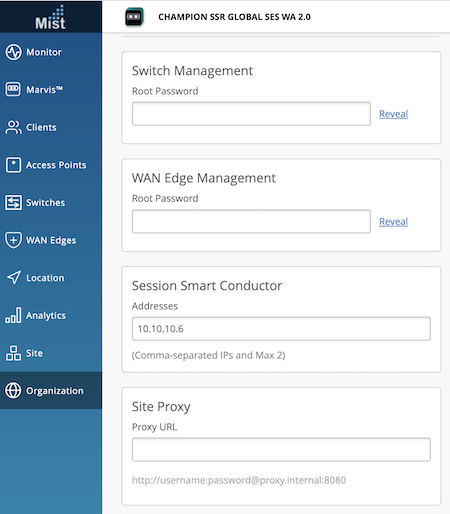 Mist
CHAMPION SSR GLOBAL SES WA 2.0
Monitor
Marvis™
Clients
Access Points
Switches
WAN Edges
Location
Analytics
Site
Organization
Switch Management
Root Password
Reveal
WAN Edge Management
Root Password
Reveal
Session Smart Conductor
Addresses
10.10.10.6
(Comma-separated IPs and Max 2)
Site Proxy
Proxy URL
http://username:password@proxy.internal:8080